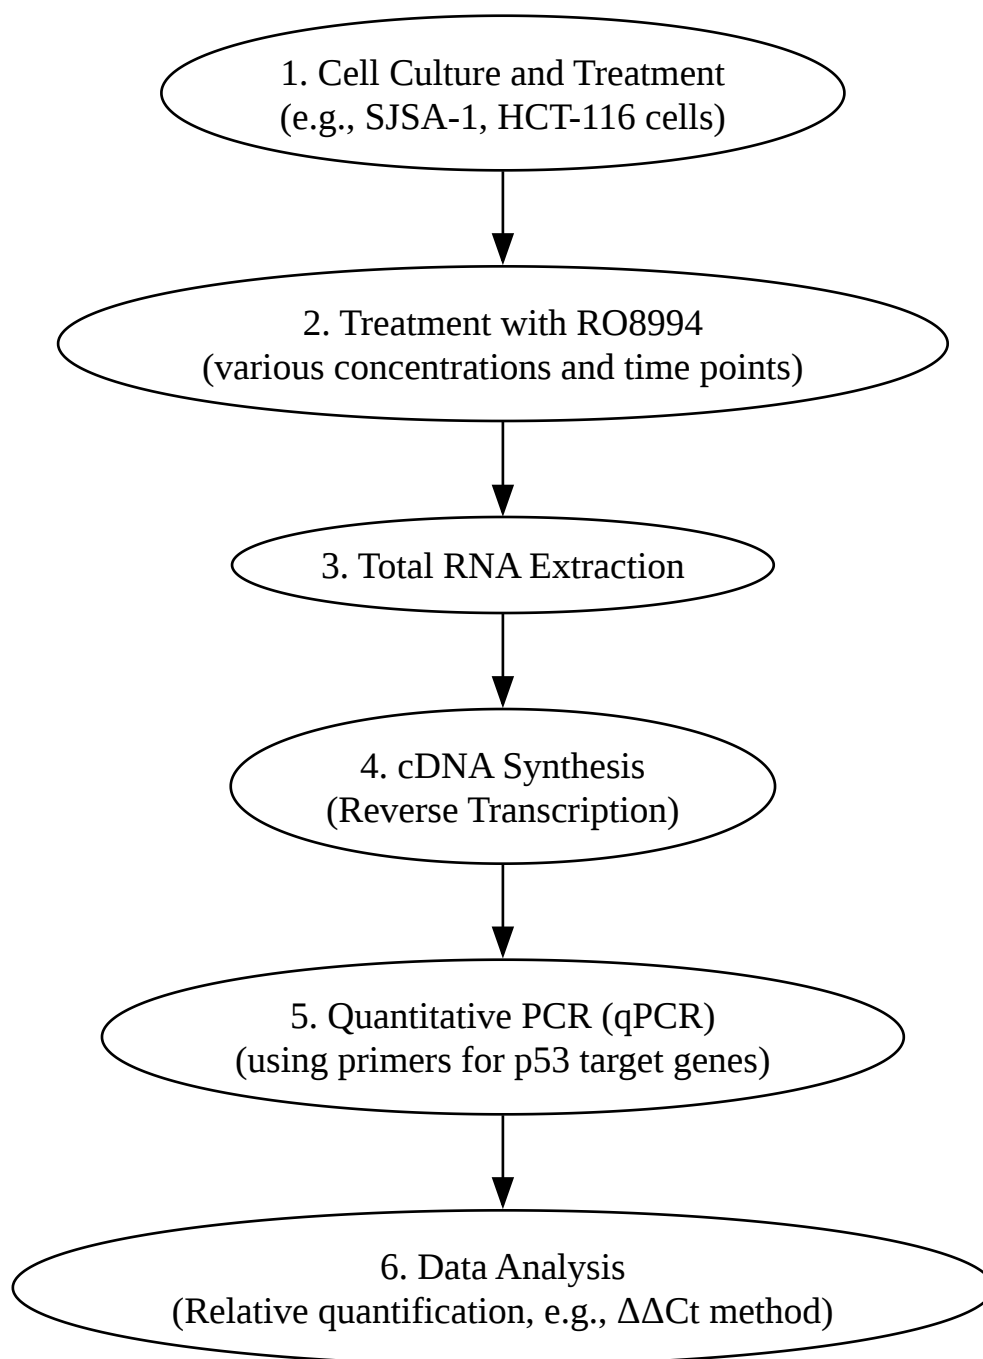 1. Cell Culture and Treatment
(e.g., SJSA-1, HCT-116 cells)
2. Treatment with RO8994
(various concentrations and time points)
3. Total RNA Extraction
4. cDNA Synthesis
(Reverse Transcription)
5. Quantitative PCR (qPCR)
(using primers for p53 target genes)
6. Data Analysis
(Relative quantification, e.g., ΔΔCt method)